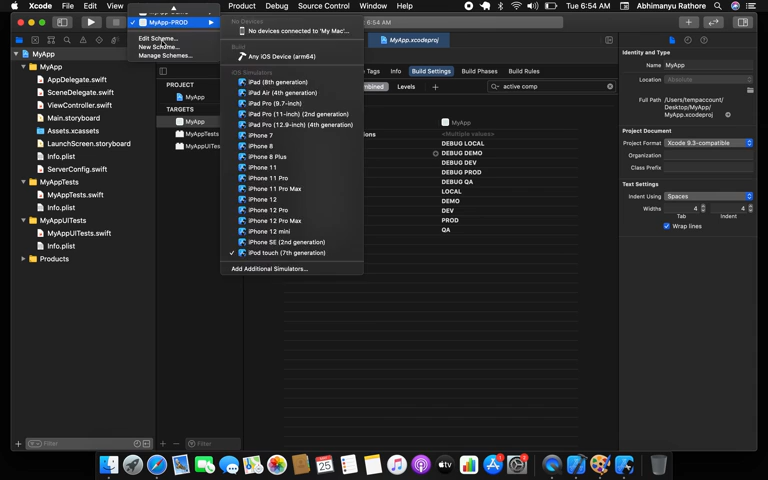 Xcode File Edit View Product Debug Source Control Window Help Tue 6:54 AM Abhimanyu Rathore
MyApp-PROD
Edit Scheme...
New Scheme...
Manage Schemes...
No Devices
No devices connected to 'My Mac'...
Build
Any iOS Device (arm64)
iOS Simulators
iPad (8th generation)
iPad Air (4th generation)
iPad Pro (9.7-inch)
iPad Pro (11-inch) (2nd generation)
iPad Pro (12.9-inch) (4th generation)
iPhone 7
iPhone 8
iPhone 8 Plus
iPhone 11
iPhone 11 Pro
iPhone 11 Pro Max
iPhone 12
iPhone 12 Pro
iPhone 12 Pro Max
iPhone 12 mini
iPhone SE (2nd generation)
iPod touch (7th generation)
Add Additional Simulators...
6:54 AM
MyApp.xcodeproj
MyApp
MyApp
AppDelegate.swift
SceneDelegate.swift
ViewController.swift
Main.storyboard
Assets.xcassets
LaunchScreen.storyboard
Info.plist
ServerConfig.swift
MyAppTests
MyAppTests.swift
Info.plist
MyAppUITests
MyAppUITests.swift
Info.plist
Products
Filter
PROJECT
MyApp
TARGETS
MyApp
MyAppTests
MyAppUITes
Filter
Tags Info Build Settings Build Phases Build Rules
mbined Levels active comp
MyApp
ons <Multiple values>
DEBUG LOCAL
DEBUG DEMO
DEBUG DEV
DEBUG PROD
DEBUG QA
LOCAL
DEMO
DEV
PROD
QA
Identity and Type
Name MyApp
Location Absolute
Full Path /Users/tempaccount/
Desktop/MyApp/
MyApp.xcodeproj
Project Document
Project Format Xcode 9.3-compatible
Organization
Class Prefix
Text Settings
Indent Using Spaces
Widths 4 4
Tab Indent
Wrap lines
25
tv
1